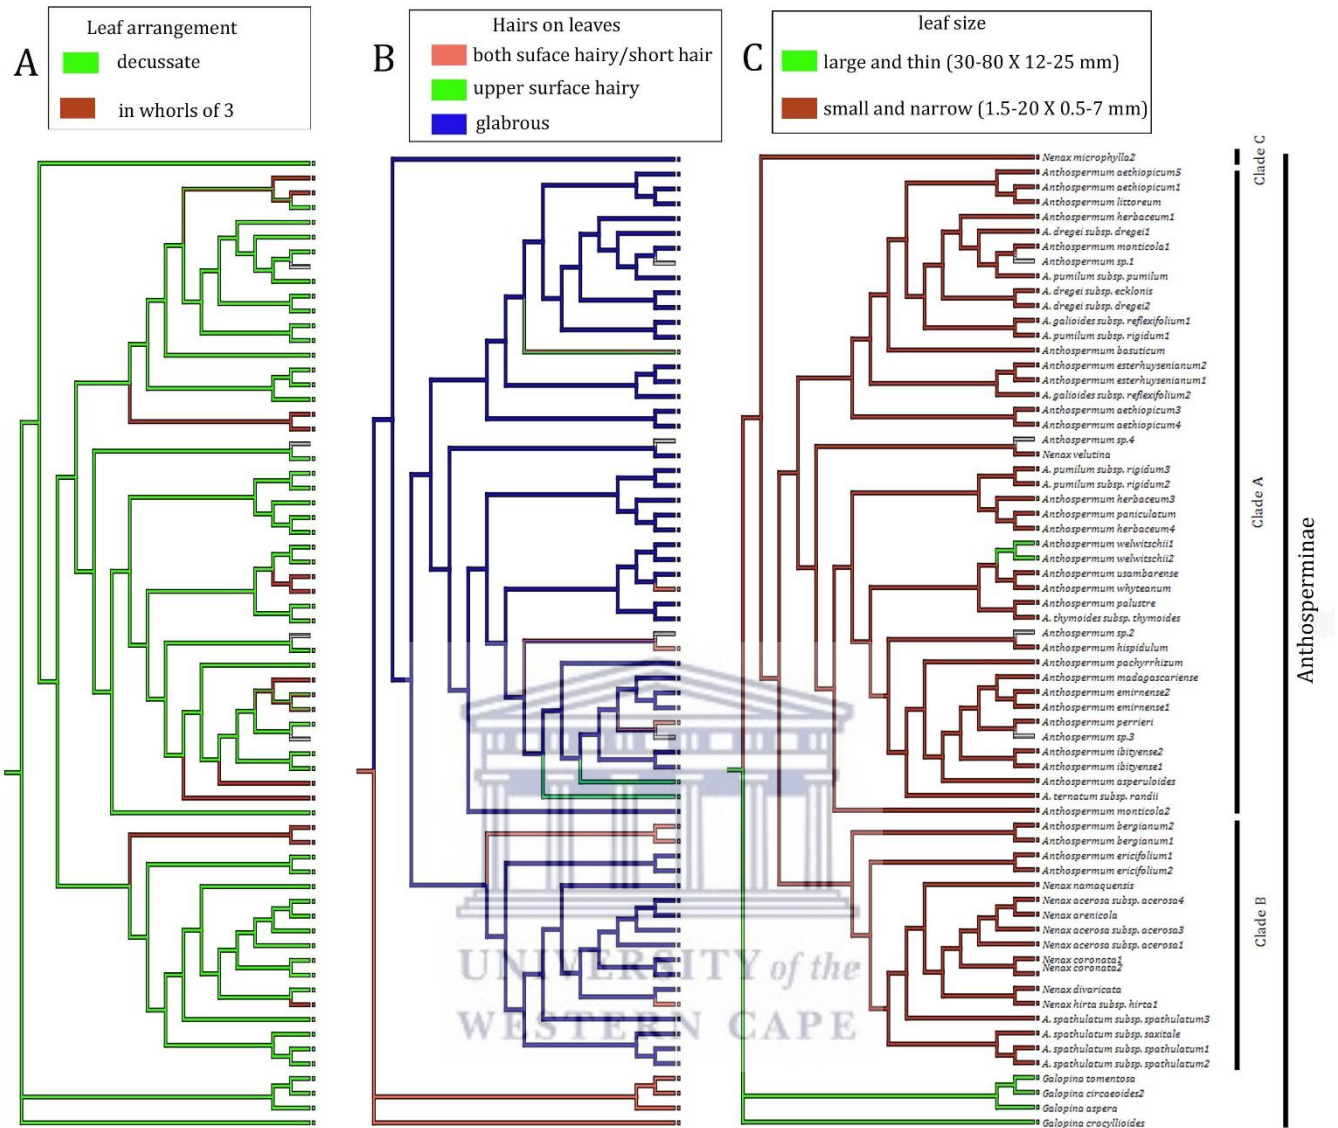 A
Leaf arrangement
decussate
in whorls of 3
B
Hairs on leaves
both suface hairy/short hair
upper surface hairy
glabrous
C
leaf size
large and thin (30-80 X 12-25 mm)
small and narrow (1.5-20 X 0.5-7 mm)
Nenax microphylla2
Anthospermum aethiopicum5
Anthospermum aethiopicum1
Anthospermum littoreum
Anthospermum herbaceum1
A. dregei subsp. dregei1
Anthospermum monticola1
Anthospermum sp.1
A. pumilum subsp. pumilum
A. dregei subsp. ecklonis
A. dregei subsp. dregei2
A. galioides subsp. reflexifolium1
A. pumilum subsp. rigidum1
Anthospermum basuticum
Anthospermum esterhuysenianum2
Anthospermum esterhuysenianum1
A. galioides subsp. reflexifolium2
Anthospermum aethiopicum3
Anthospermum aethiopicum4
Anthospermum sp.4
Nenax velutina
A. pumilum subsp. rigidum3
A. pumilum subsp. rigidum2
Anthospermum herbaceum3
Anthospermum paniculatum
Anthospermum herbaceum4
Anthospermum welwitschii1
Anthospermum welwitschii2
Anthospermum usambarense
Anthospermum whyteanum
Anthospermum palustre
A. thymoides subsp. thymoides
Anthospermum sp.2
Anthospermum hispidulum
Anthospermum pachyrrhizum
Anthospermum madagascariense
Anthospermum emirnense2
Anthospermum emirnense1
Anthospermum perrieri
Anthospermum sp.3
Anthospermum ibityense2
Anthospermum ibityense1
Anthospermum asperuloides
A. ternatum subsp. randii
Anthospermum monticola2
Anthospermum bergianum2
Anthospermum bergianum1
Anthospermum ericifolium1
Anthospermum ericifolium2
Nenax namaquensis
Nenax acerosa subsp. acerosa4
Nenax arenicola
Nenax acerosa subsp. acerosa3
Nenax acerosa subsp. acerosa1
Nenax coronata1
Nenax coronata2
Nenax divaricata
Nenax hirta subsp. hirta1
A. spathulatum subsp. spathulatum3
A. spathulatum subsp. saxitale
A. spathulatum subsp. spathulatum1
A. spathulatum subsp. spathulatum2
Galopina tomentosa
Galopina circaeoides2
Galopina aspera
Galopina crocyllioides
Clade C
Clade A
Clade B
Anthosperminae
UNIVERSITY of the
WESTERN CAPE